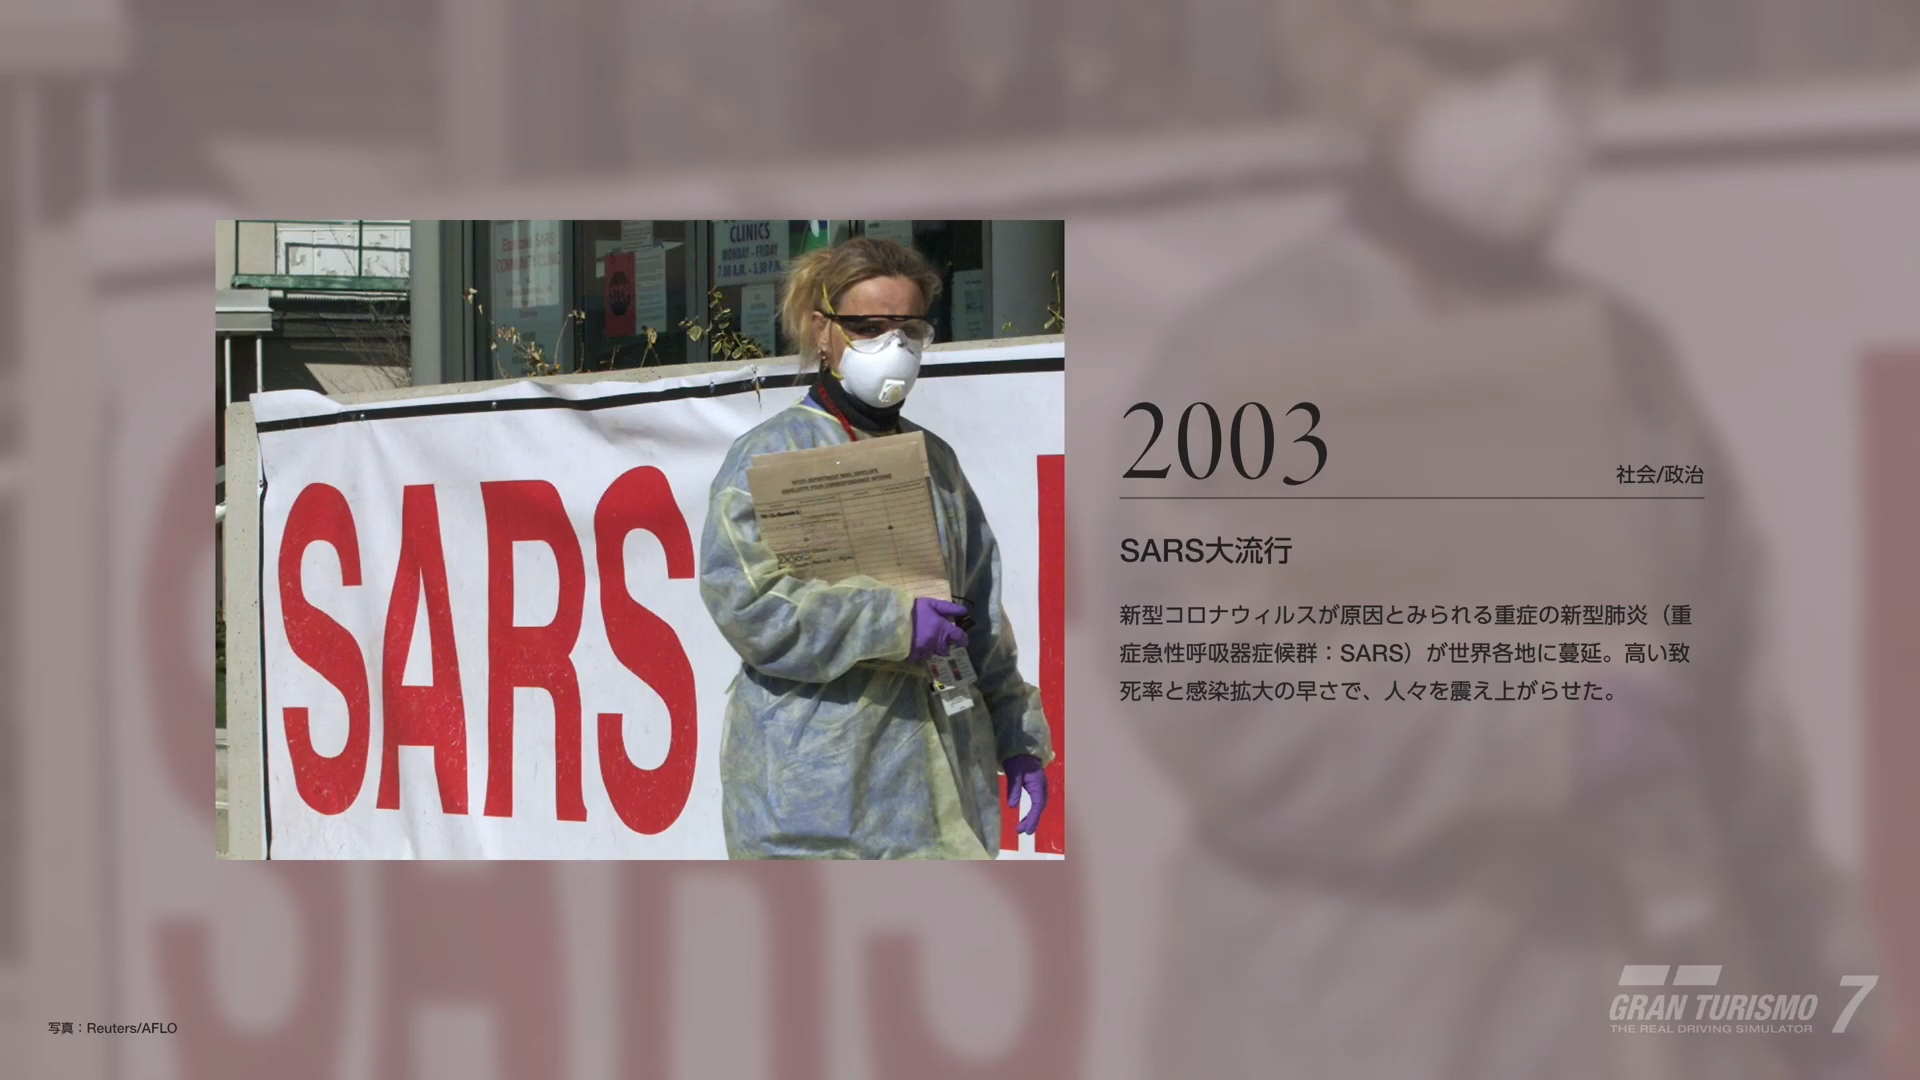 CLINICS
MONDAY - FRIDAY
STOP
SARS
2003
社会/政治
SARS大流行
新型コロナウィルスが原因とみられる重症の新型肺炎（重
症急性呼吸器症候群：SARS）が世界各地に蔓延。高い致
死率と感染拡大の早さで、人々を震え上がらせた。
写真：Reuters/AFLO
GRAN TURISMO 7
THE REAL DRIVING SIMULATOR